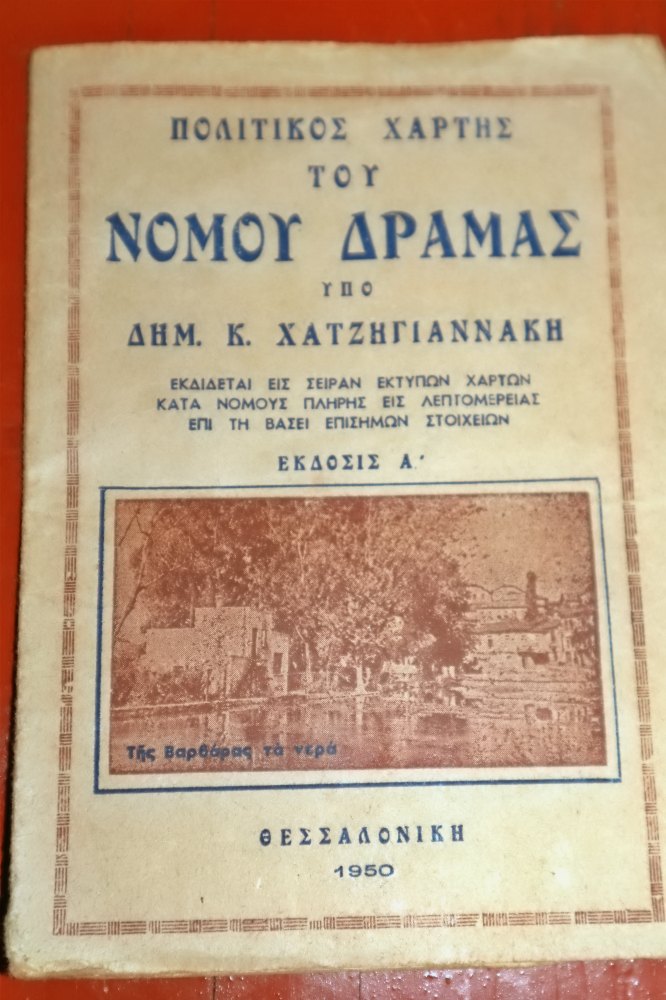 ΠΟΛΙΤΙΚΟΣ ΧΑΡΤΗΣ
ΤΟΥ
ΝΟΜΟΥ ΔΡΑΜΑΣ
ΥΠΟ
ΔΗΜ. Κ. ΧΑΤΖΗΓΙΑΝΝΑΚΗ
ΕΚΔΙΔΕΤΑΙ ΕΙΣ ΣΕΙΡΑΝ ΕΚΤΥΠΩΝ ΧΑΡΤΩΝ
ΚΑΤΑ ΝΟΜΟΥΣ ΠΛΗΡΗΣ ΕΙΣ ΛΕΠΤΟΜΕΡΕΙΑΣ
ΕΠΙ ΤΗ ΒΑΣΕΙ ΕΠΙΣΗΜΩΝ ΣΤΟΙΧΕΙΩΝ
ΕΚΔΟΣΙΣ Α.'
Τῆς Βαρβάρας τὰ νερά
ΘΕΣΣΑΛΟΝΙΚΗ
1950